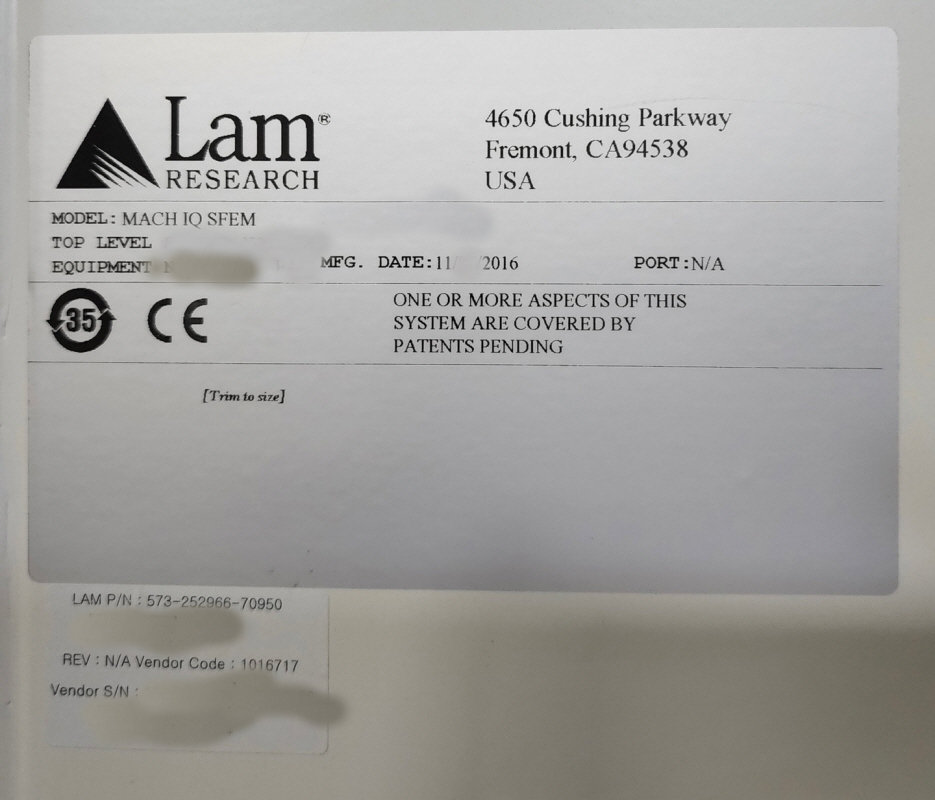 Lam®
RESEARCH
4650 Cushing Parkway
Fremont, CA94538
USA
MODEL: MACH IQ SFEM
TOP LEVEL
EQUIPMENT
MFG. DATE:11/ /2016
PORT:N/A
35
CE
ONE OR MORE ASPECTS OF THIS
SYSTEM ARE COVERED BY
PATENTS PENDING
[Trim to size]
LAM P/N : 573-252966-70950
REV : N/A Vendor Code : 1016717
Vendor S/N :